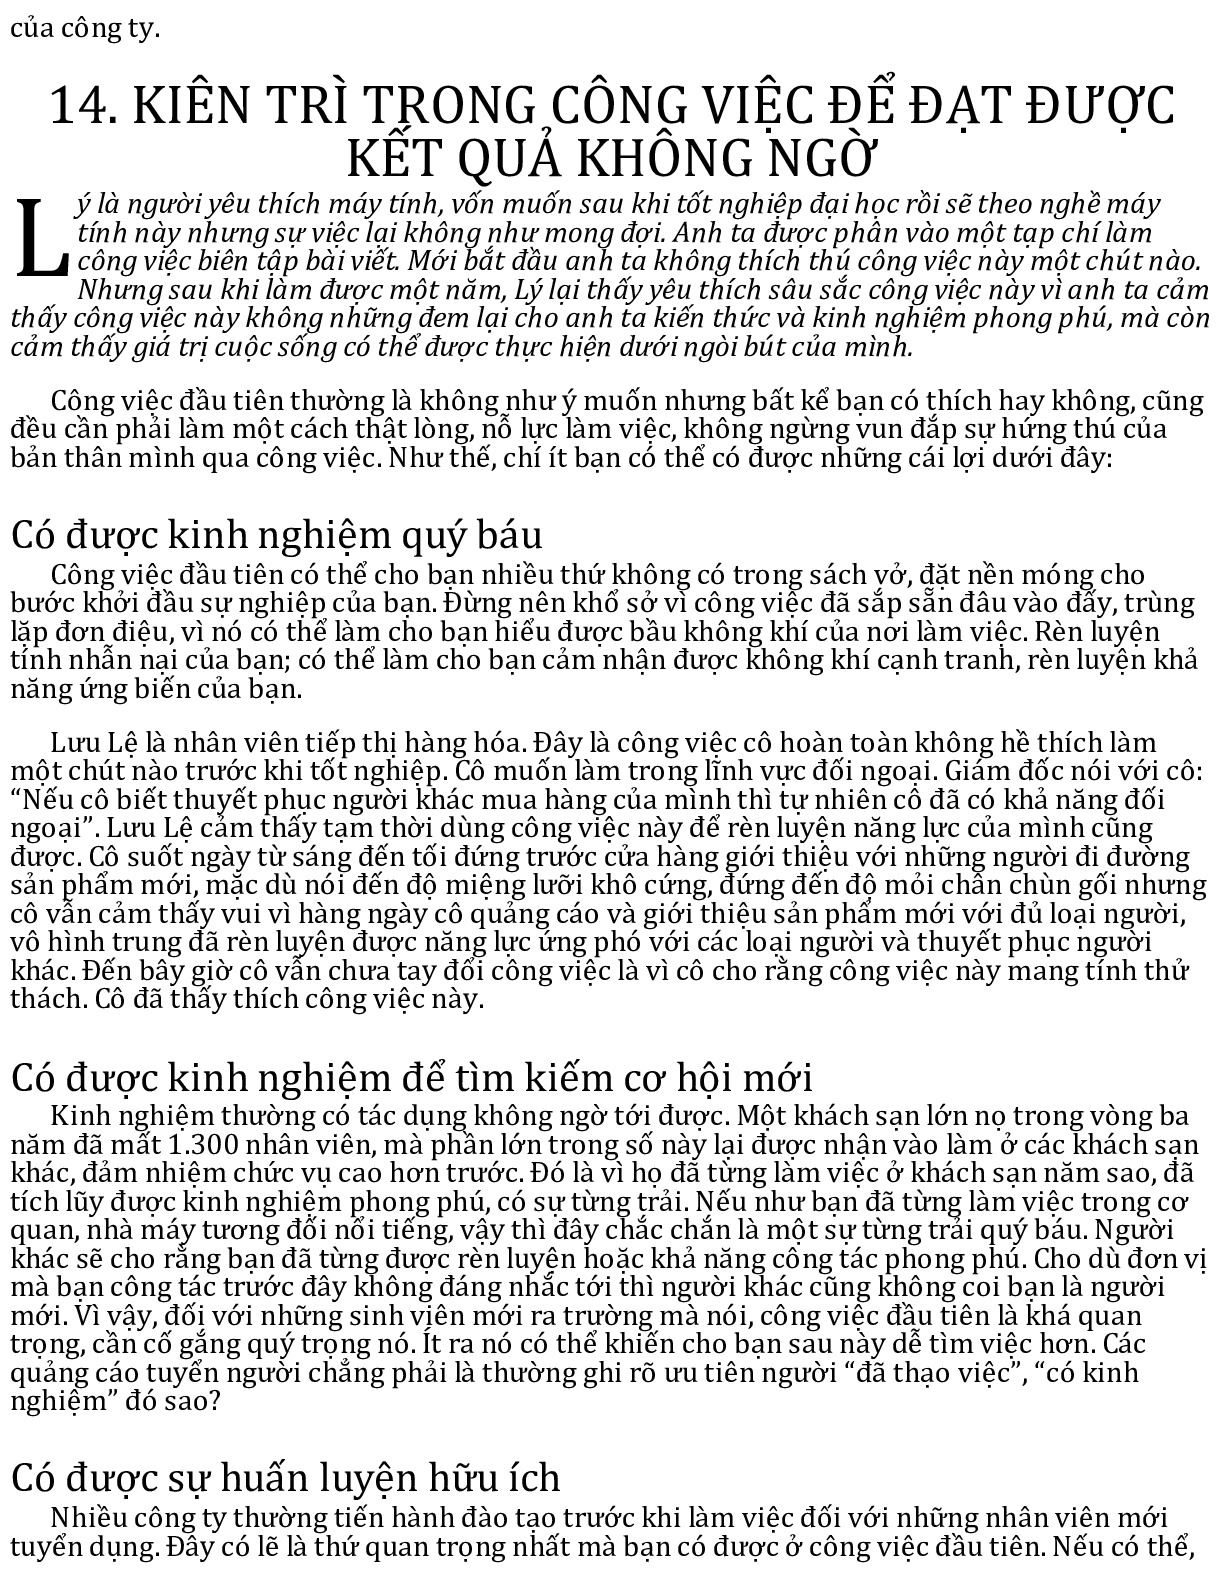 của công ty.
14. KIÊN TRÌ TRONG CÔNG VIỆC ĐỂ ĐẠT ĐƯỢC
KẾT QUẢ KHÔNG NGỜ
Lý là người yêu thích máy tính, vốn muốn sau khi tốt nghiệp đại học rồi sẽ theo nghề máy
tính này nhưng sự việc lại không như mong đợi. Anh ta được phân vào một tạp chí làm
công việc biên tập bài viết. Mới bắt đầu anh ta không thích thú công việc này một chút nào.
Nhưng sau khi làm được một năm, Lý lại thấy yêu thích sâu sắc công việc này vì anh ta cảm
thấy công việc này không những đem lại cho anh ta kiến thức và kinh nghiệm phong phú, mà còn
cảm thấy giá trị cuộc sống có thể được thực hiện dưới ngòi bút của mình.
Công việc đầu tiên thường là không như ý muốn nhưng bất kể bạn có thích hay không, cũng
đều cần phải làm một cách thật lòng, nỗ lực làm việc, không ngừng vun đắp sự hứng thú của
bản thân mình qua công việc. Như thế, chí ít bạn có thể có được những cái lợi dưới đây:
Có được kinh nghiệm quý báu
Công việc đầu tiên có thể cho bạn nhiều thứ không có trong sách vở, đặt nền móng cho
bước khởi đầu sự nghiệp của bạn. Đừng nên khổ sở vì công việc đã sắp sẵn đâu vào đấy, trùng
lặp đơn điệu, vì nó có thể làm cho bạn hiểu được bầu không khí của nơi làm việc. Rèn luyện
tính nhẫn nại của bạn; có thể làm cho bạn cảm nhận được không khí cạnh tranh, rèn luyện khả
năng ứng biến của bạn.
Lưu Lệ là nhân viên tiếp thị hàng hóa. Đây là công việc cô hoàn toàn không hề thích làm
một chút nào trước khi tốt nghiệp. Cô muốn làm trong lĩnh vực đối ngoại. Giám đốc nói với cô:
“Nếu cô biết thuyết phục người khác mua hàng của mình thì tự nhiên cô đã có khả năng đối
ngoại”. Lưu Lệ cảm thấy tạm thời dùng công việc này để rèn luyện năng lực của mình cũng
được. Cô suốt ngày từ sáng đến tối đứng trước cửa hàng giới thiệu với những người đi đường
sản phẩm mới, mặc dù nói đến độ miệng lưỡi khô cứng, đứng đến độ mỏi chân chùn gối nhưng
cô vẫn cảm thấy vui vì hàng ngày cô quảng cáo và giới thiệu sản phẩm mới với đủ loại người,
vô hình trung đã rèn luyện được năng lực ứng phó với các loại người và thuyết phục người
khác. Đến bây giờ cô vẫn chưa tay đổi công việc là vì cô cho rằng công việc này mang tính thử
thách. Cô đã thấy thích công việc này.
Có được kinh nghiệm để tìm kiếm cơ hội mới
Kinh nghiệm thường có tác dụng không ngờ tới được. Một khách sạn lớn nọ trong vòng ba
năm đã mất 1.300 nhân viên, mà phần lớn trong số này lại được nhận vào làm ở các khách sạn
khác, đảm nhiệm chức vụ cao hơn trước. Đó là vì họ đã từng làm việc ở khách sạn năm sao, đã
tích lũy được kinh nghiệm phong phú, có sự từng trải. Nếu như bạn đã từng làm việc trong cơ
quan, nhà máy tương đối nổi tiếng, vậy thì đây chắc chắn là một sự từng trải quý báu. Người
khác sẽ cho rằng bạn đã từng được rèn luyện hoặc khả năng công tác phong phú. Cho dù đơn vị
mà bạn công tác trước đây không đáng nhắc tới thì người khác cũng không coi bạn là người
mới. Vì vậy, đối với những sinh viên mới ra trường mà nói, công việc đầu tiên là khá quan
trọng, cần cố gắng quý trọng nó. Ít ra nó có thể khiến cho bạn sau này dễ tìm việc hơn. Các
quảng cáo tuyển người chẳng phải là thường ghi rõ ưu tiên người “đã thạo việc”, “có kinh
nghiệm” đó sao?
Có được sự huấn luyện hữu ích
Nhiều công ty thường tiến hành đào tạo trước khi làm việc đối với những nhân viên mới
tuyển dụng. Đây có lẽ là thứ quan trọng nhất mà bạn có được ở công việc đầu tiên. Nếu có thể,